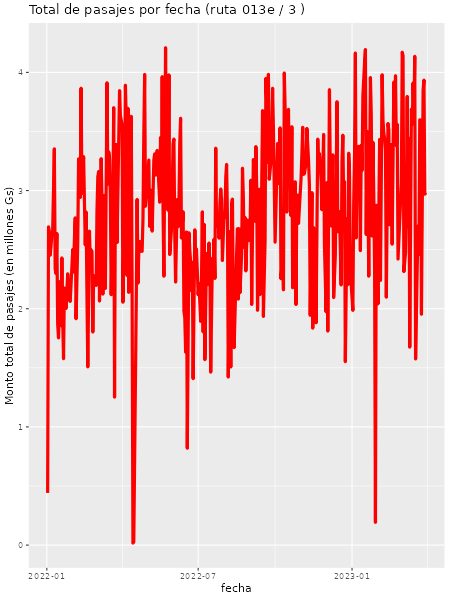 Total de pasajes por fecha (ruta 013e / 3 )
Monto total de pasajes (en millones Gs)
4
3
2
1
0
2022-01
2022-07
2023-01
fecha